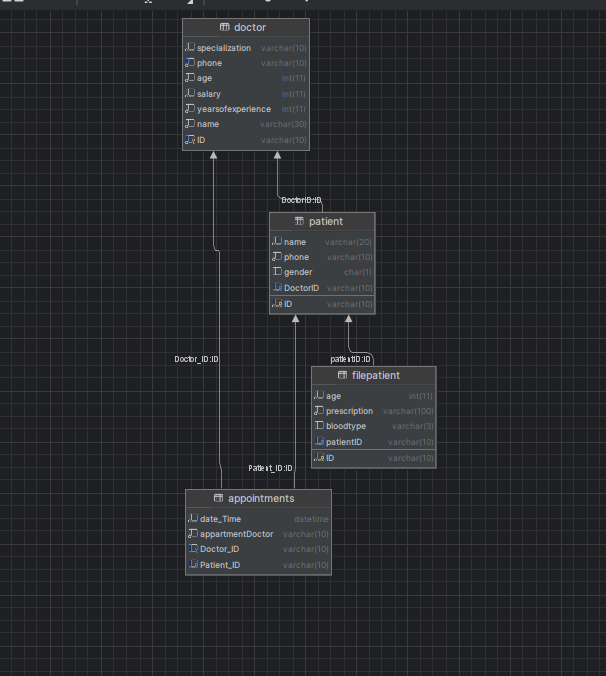 doctor
specialization varchar(10)
phone varchar(10)
age int(11)
salary int(11)
yearsofexperience int(11)
name varchar(30)
ID varchar(10)
DoctorID:ID
patient
name varchar(20)
phone varchar(10)
gender char(1)
DoctorID varchar(10)
ID varchar(10)
Doctor_ID:ID
patientID:ID
filepatient
age int(11)
prescription varchar(100)
bloodtype varchar(3)
patientID varchar(10)
ID varchar(10)
Patient_ID:ID
appointments
date_Time datetime
appartmentDoctor varchar(10)
Doctor_ID varchar(10)
Patient_ID varchar(10)